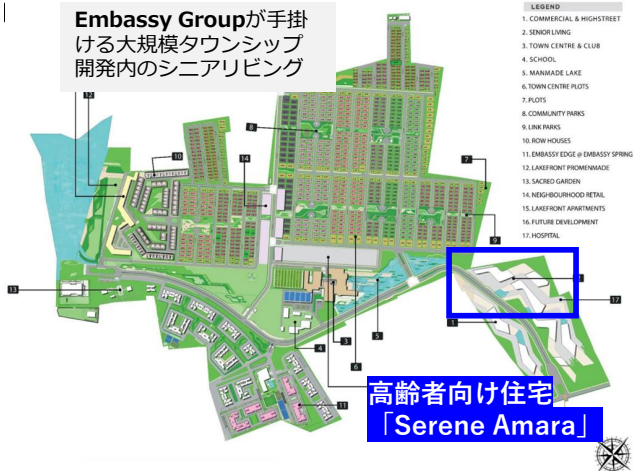 Embassy Groupが手掛
ける大規模タウンシップ
開発内のシニアリビング
LEGEND
1. COMMERCIAL & HIGHSTREET
2. SENIOR LIVING
3. TOWN CENTRE & CLUB
4. SCHOOL
5. MANMADE LAKE
6. TOWN CENTRE PLOTS
7. PLOTS
8. COMMUNITY PARKS
9. LINK PARKS
10. ROW HOUSES
11. EMBASSY EDGE @ EMBASSY SPRING
12. LAKEFRONT PROMENMADE
13. SACRED GARDEN
14. NEIGHBOURHOOD RETAIL
15. LAKEFRONT APARTMENTS
16. FUTURE DEVELOPMENT
17. HOSPITAL
12
8
10
14
7
9
13
17
1
5
3
4
6
11
高齢者向け住宅
「Serene Amara」